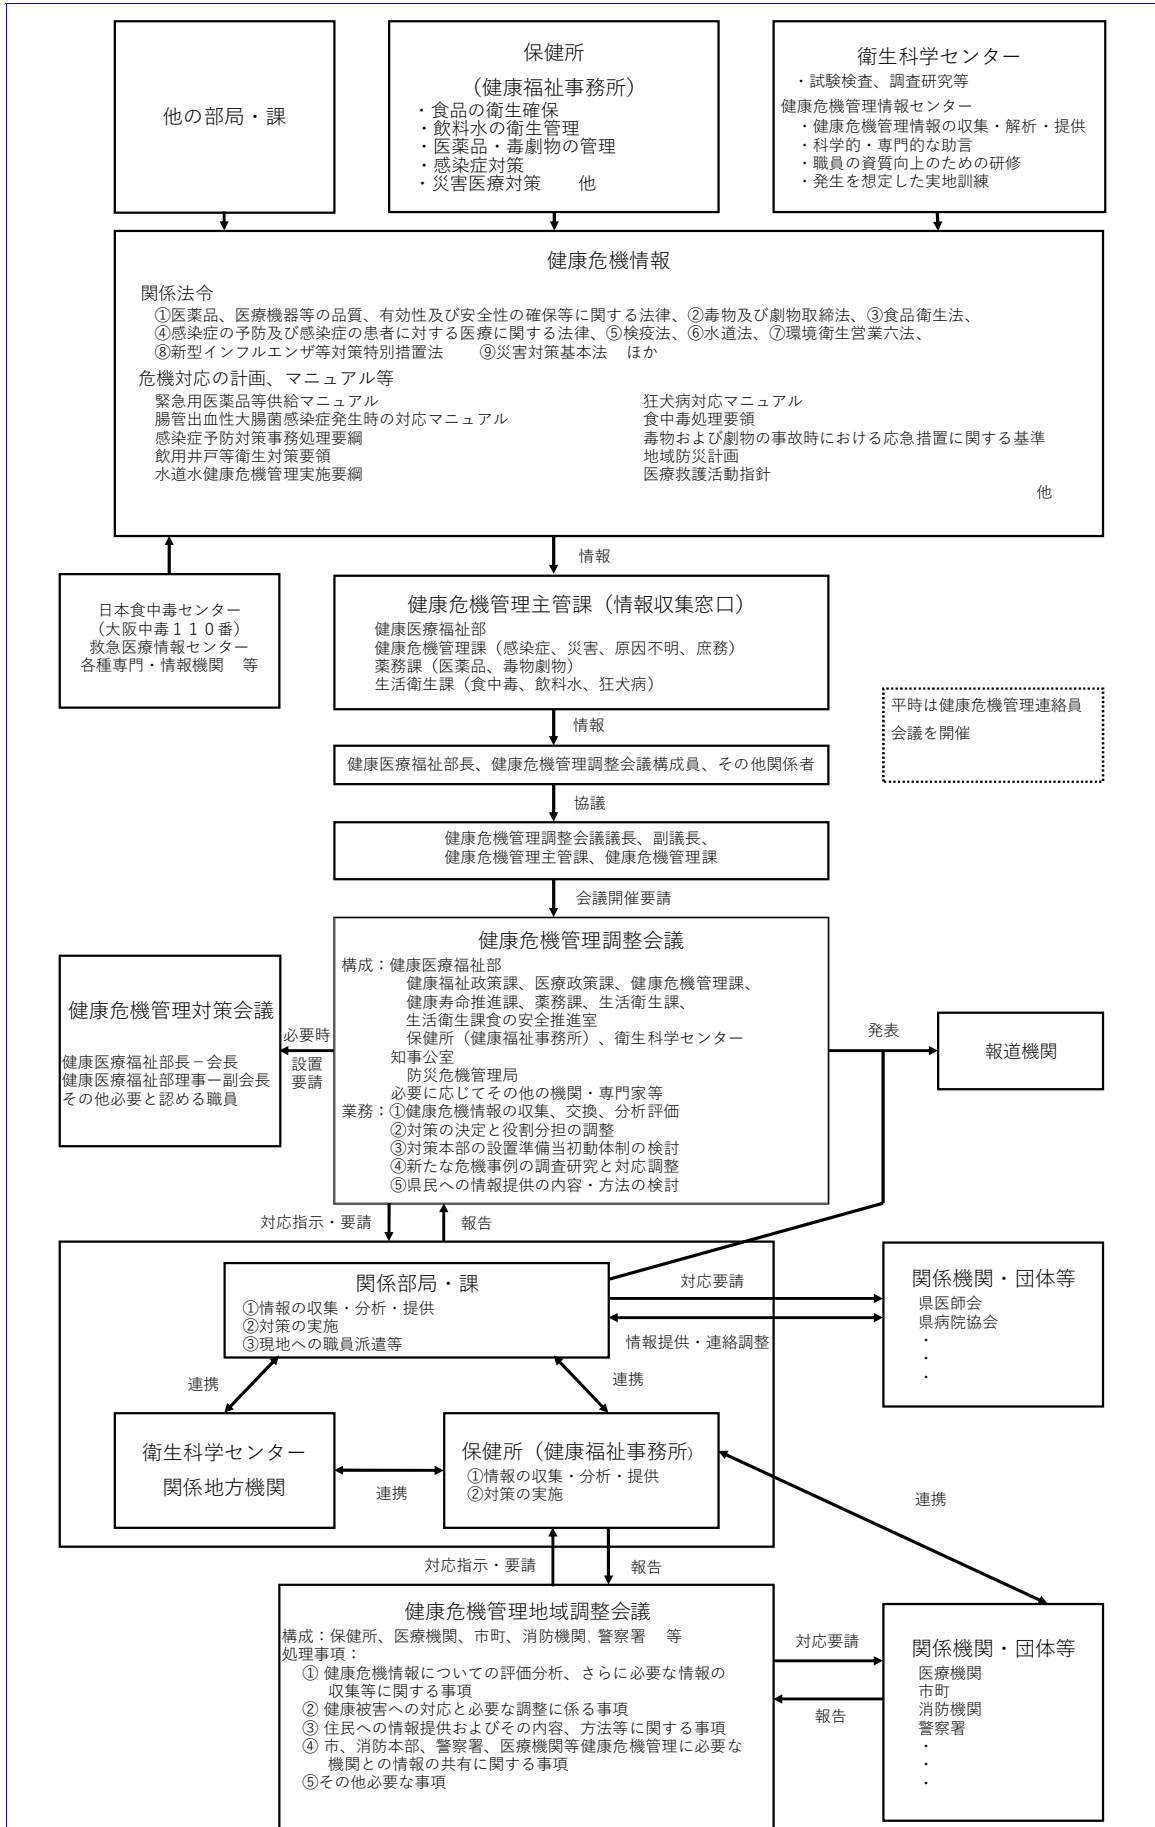 他の部局・課
保健所
（健康福祉事務所）
・食品の衛生確保
・飲料水の衛生管理
・医薬品・毒劇物の管理
・感染症対策
・災害医療対策　　他
衛生科学センター
・試験検査、調査研究等
健康危機管理情報センター
・健康危機管理情報の収集・解析・提供
・科学的・専門的な助言
・職員の資質向上のための研修
・発生を想定した実地訓練
健康危機情報
関係法令
①医薬品、医療機器等の品質、有効性及び安全性の確保等に関する法律、②毒物及び劇物取締法、③食品衛生法、
④感染症の予防及び感染症の患者に対する医療に関する法律、⑤検疫法、⑥水道法、⑦環境衛生営業六法、
⑧新型インフルエンザ等対策特別措置法　　⑨災害対策基本法　ほか
危機対応の計画、マニュアル等
緊急用医薬品等供給マニュアル
腸管出血性大腸菌感染症発生時の対応マニュアル
感染症予防対策事務処理要綱
飲用井戸等衛生対策要領
水道水健康危機管理実施要綱
狂犬病対応マニュアル
食中毒処理要領
毒物および劇物の事故時における応急措置に関する基準
地域防災計画
医療救護活動指針
他
情報
日本食中毒センター
（大阪中毒１１０番）
救急医療情報センター
各種専門・情報機関　等
健康危機管理主管課（情報収集窓口）
健康医療福祉部
健康危機管理課（感染症、災害、原因不明、庶務）
薬務課（医薬品、毒物劇物）
生活衛生課（食中毒、飲料水、狂犬病）
平時は健康危機管理連絡員
会議を開催
情報
健康医療福祉部長、健康危機管理調整会議構成員、その他関係者
協議
健康危機管理調整会議議長、副議長、
健康危機管理主管課、健康危機管理課
会議開催要請
健康危機管理調整会議
構成：健康医療福祉部
健康福祉政策課、医療政策課、健康危機管理課、
健康寿命推進課、薬務課、生活衛生課、
生活衛生課食の安全推進室
保健所（健康福祉事務所）、衛生科学センター
知事公室
防災危機管理局
必要に応じてその他の機関・専門家等
業務：①健康危機情報の収集、交換、分析評価
②対策の決定と役割分担の調整
③対策本部の設置準備当初動体制の検討
④新たな危機事例の調査研究と対応調整
⑤県民への情報提供の内容・方法の検討
健康危機管理対策会議
健康医療福祉部長－会長
健康医療福祉部理事ー副会長
その他必要と認める職員
必要時
設置
要請
発表
報道機関
対応指示・要請
報告
関係部局・課
①情報の収集・分析・提供
②対策の実施
③現地への職員派遣等
対応要請
情報提供・連絡調整
関係機関・団体等
県医師会
県病院協会
・
・
・
連携
連携
衛生科学センター
関係地方機関
連携
保健所（健康福祉事務所）
①情報の収集・分析・提供
②対策の実施
連携
対応指示・要請
報告
健康危機管理地域調整会議
構成：保健所、医療機関、市町、消防機関、警察署　等
処理事項：
① 健康危機情報についての評価分析、さらに必要な情報の
収集等に関する事項
② 健康被害への対応と必要な調整に係る事項
③ 住民への情報提供およびその内容、方法等に関する事項
④ 市、消防本部、警察署、医療機関等健康危機管理に必要な
機関との情報の共有に関する事項
⑤その他必要な事項
対応要請
報告
関係機関・団体等
医療機関
市町
消防機関
警察署
・
・
・